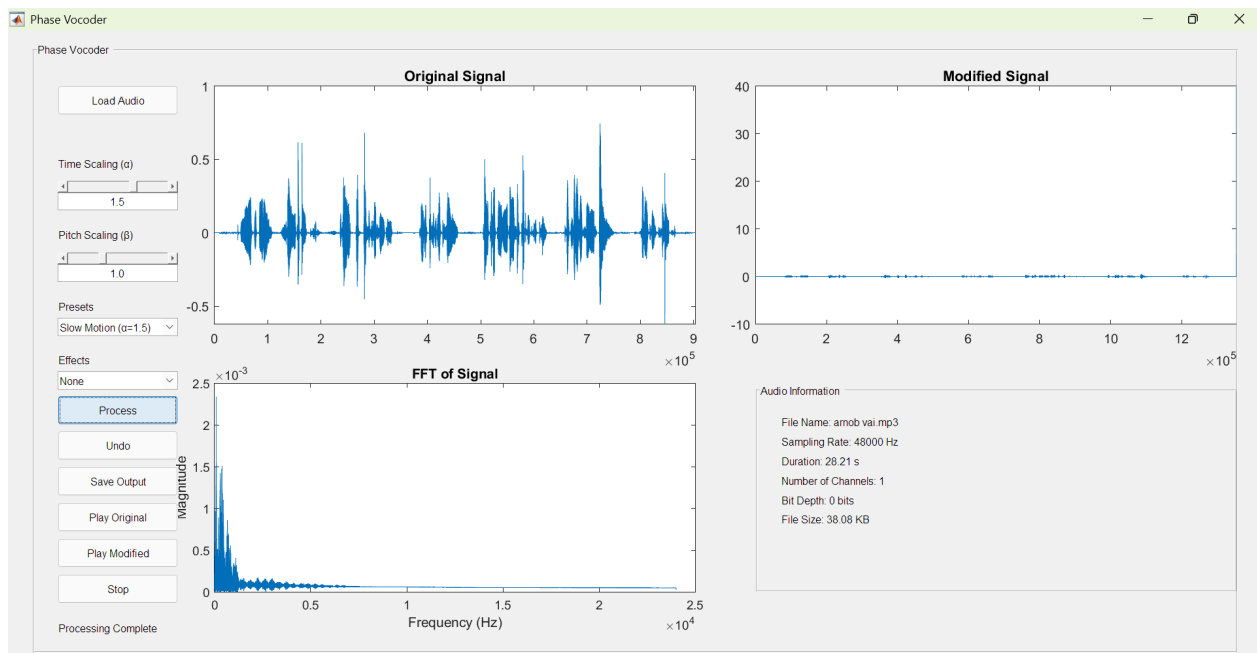 Phase Vocoder
Phase Vocoder
Load Audio
Time Scaling (α)
1.5
Pitch Scaling (β)
1.0
Presets
Slow Motion (α=1.5)
Effects
None
Process
Undo
Save Output
Play Original
Play Modified
Stop
Processing Complete
Original Signal
1
0.5
0
-0.5
0 1 2 3 4 5 6 7 8 9
×10^5
Modified Signal
40
30
20
10
0
-10
0 2 4 6 8 10 12
×10^5
FFT of Signal
×10^-3
2.5
2
1.5
1
0.5
0
Magnitude
0 0.5 1 1.5 2 2.5
Frequency (Hz)
×10^4
Audio Information
File Name: arnob vai.mp3
Sampling Rate: 48000 Hz
Duration: 28.21 s
Number of Channels: 1
Bit Depth: 0 bits
File Size: 38.08 KB